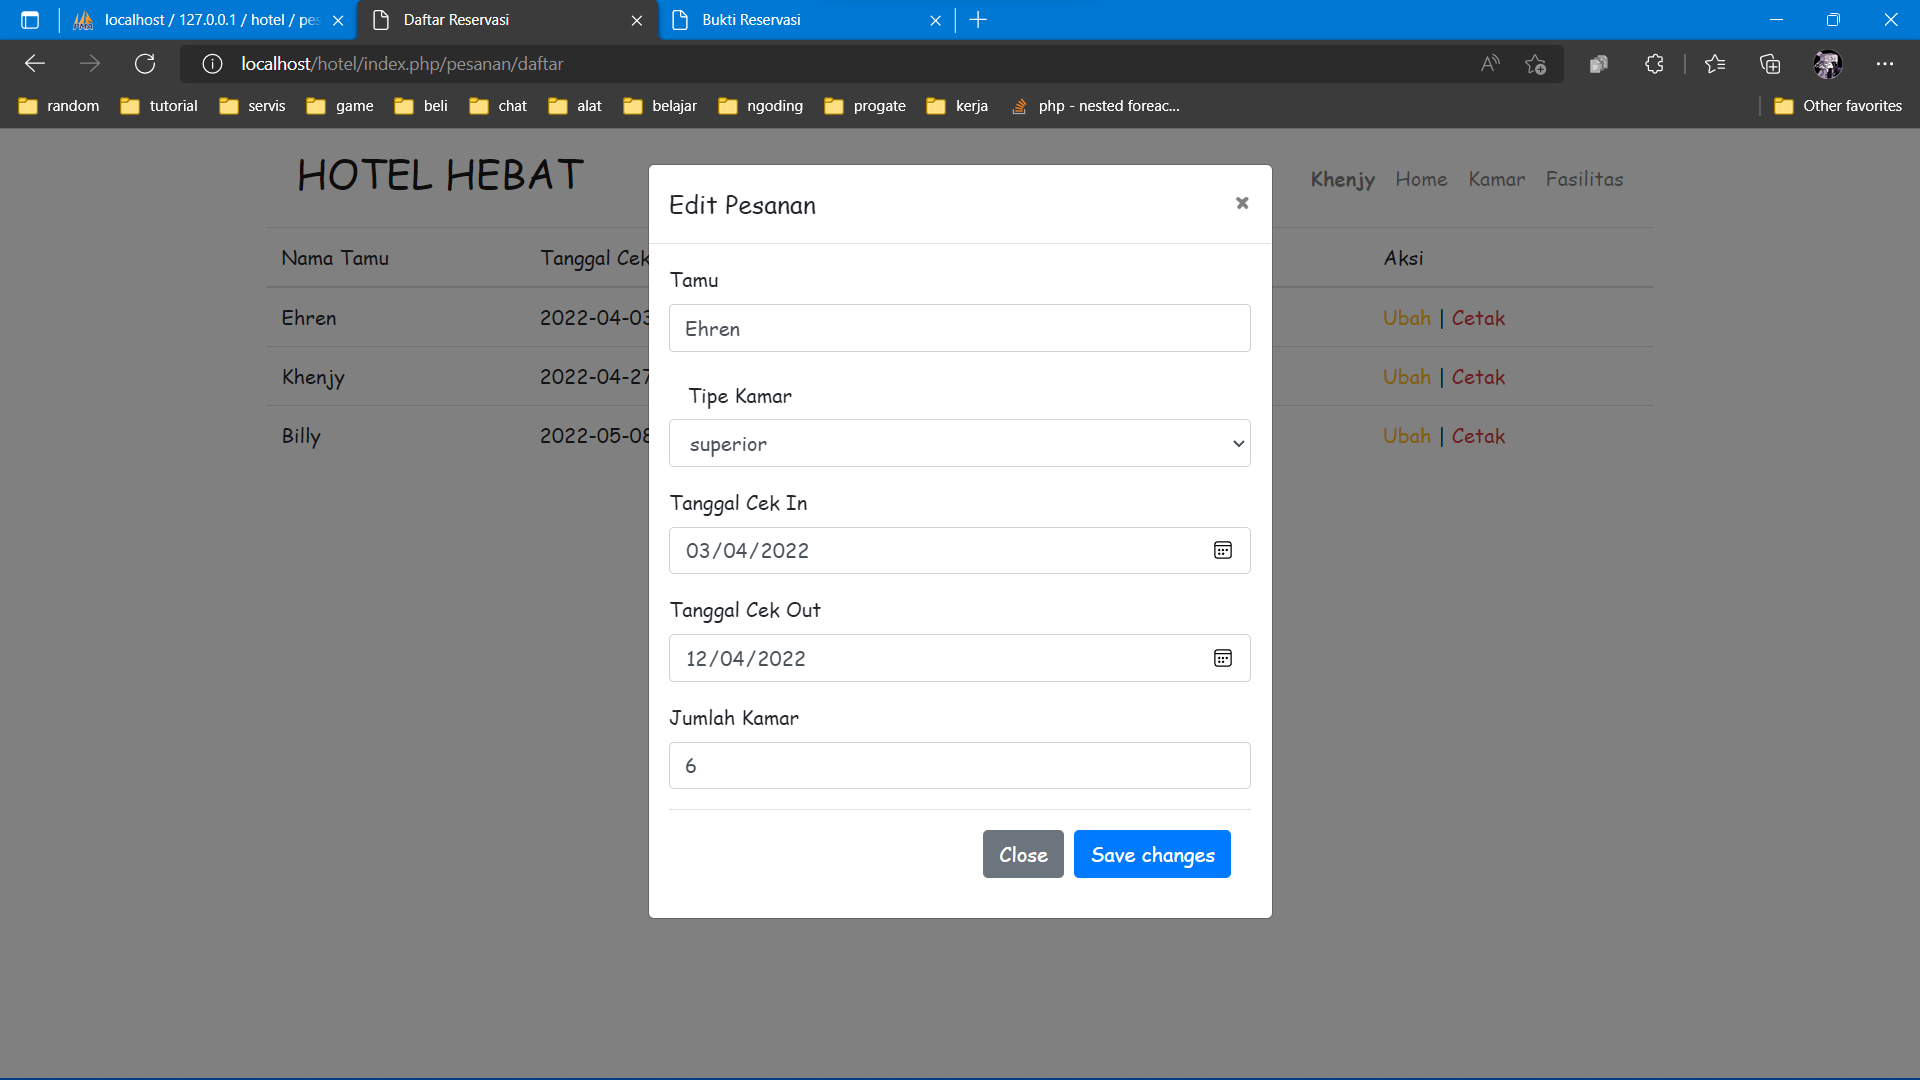 localhost / 127.0.0.1 / hotel / pes
Daftar Reservasi
Bukti Reservasi
localhost/hotel/index.php/pesanan/daftar
random
tutorial
servis
game
beli
chat
alat
belajar
ngoding
progate
kerja
php - nested foreac...
Other favorites
HOTEL HEBAT
Khenjy Home Kamar Fasilitas
Nama Tamu Tanggal Cek Aksi
Ehren 2022-04-03 Ubah | Cetak
Khenjy 2022-04-27 Ubah | Cetak
Billy 2022-05-08 Ubah | Cetak
Edit Pesanan
Tamu
Ehren
Tipe Kamar
superior
Tanggal Cek In
03/04/2022
Tanggal Cek Out
12/04/2022
Jumlah Kamar
6
Close
Save changes